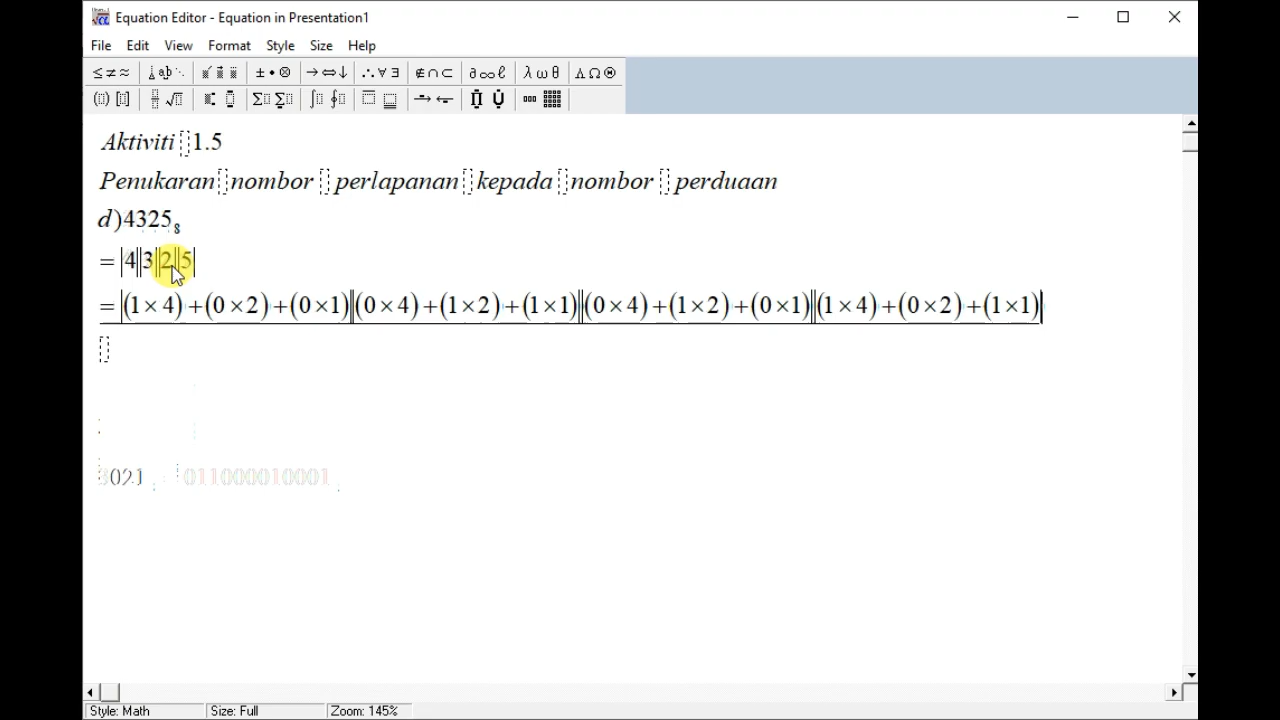 Equation Editor - Equation in Presentation1
File Edit View Format Style Size Help
Aktiviti 1.5
Penukaran nombor perlapanan kepada nombor perduaan
d)4325₈
= |4||3||2||5|
= |(1×4)+(0×2)+(0×1)||(0×4)+(1×2)+(1×1)||(0×4)+(1×2)+(0×1)||(1×4)+(0×2)+(1×1)|
3021 011000010001
Style: Math Size: Full Zoom: 145%